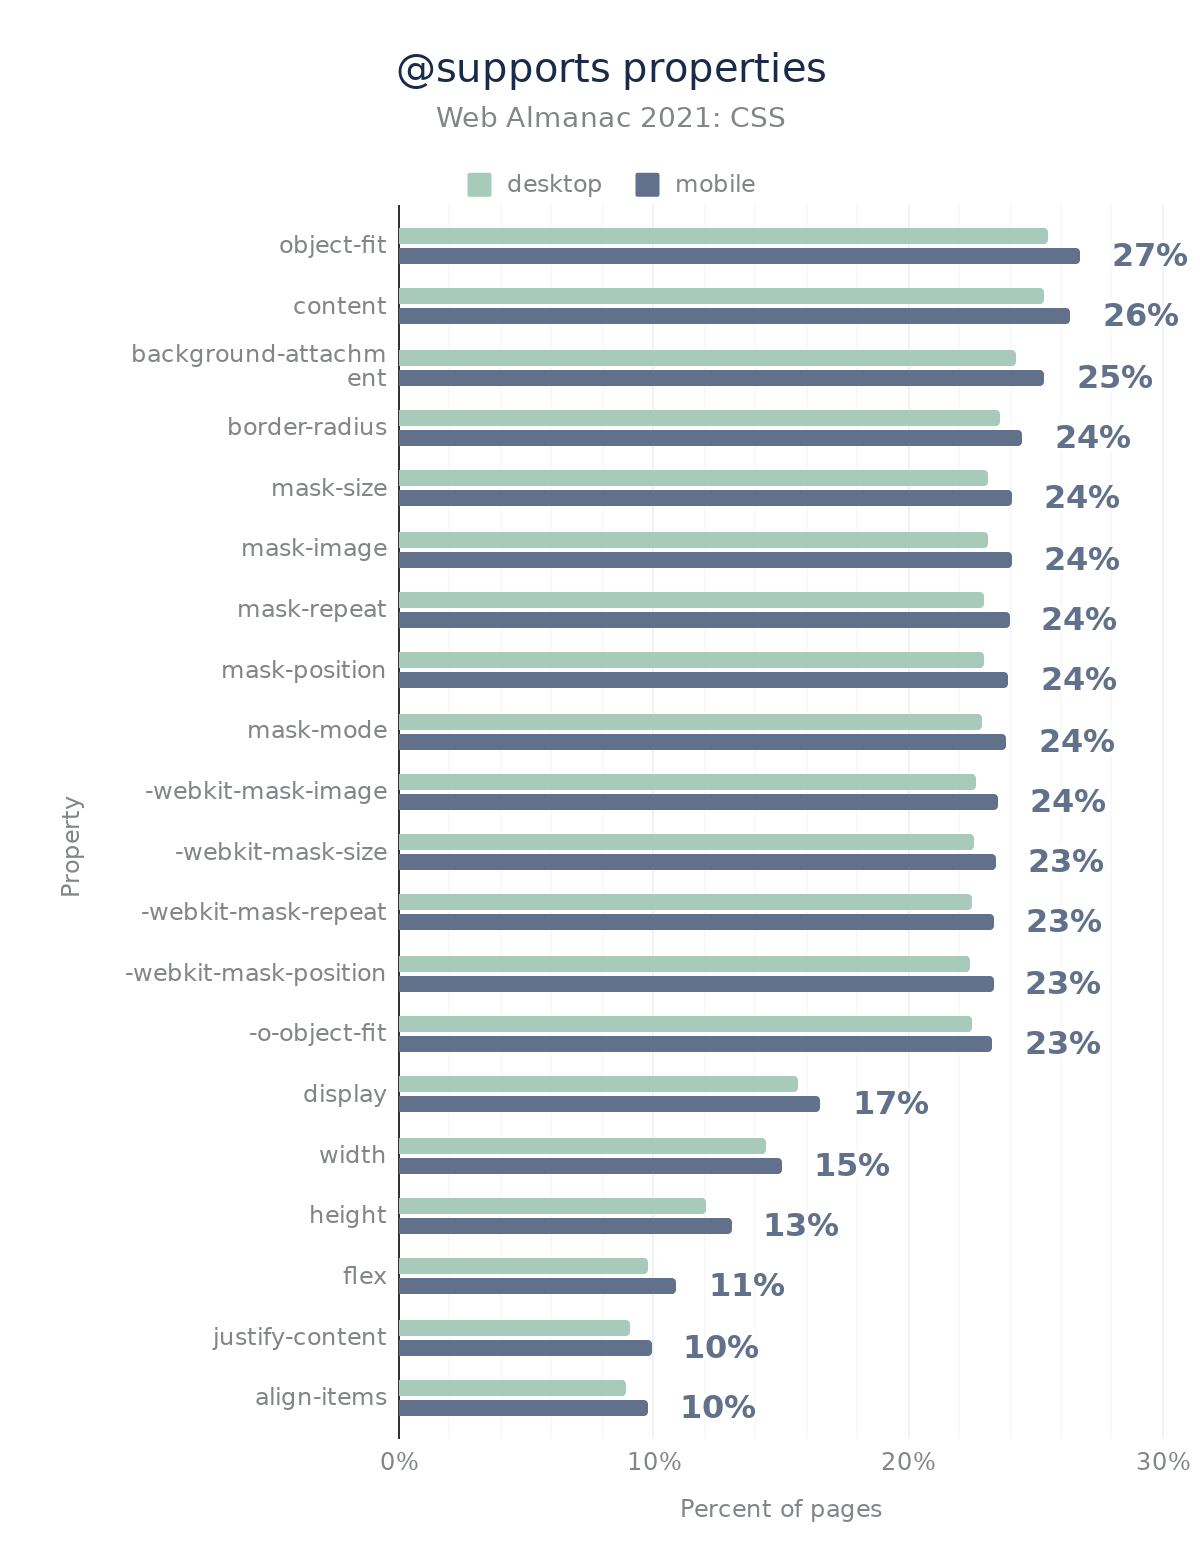 @supports properties
Web Almanac 2021: CSS
desktop
mobile
object-fit
27%
content
26%
background-attachm
ent
25%
border-radius
24%
mask-size
24%
mask-image
24%
mask-repeat
24%
mask-position
24%
mask-mode
24%
-webkit-mask-image
24%
-webkit-mask-size
23%
-webkit-mask-repeat
23%
-webkit-mask-position
23%
-o-object-fit
23%
display
17%
width
15%
height
13%
flex
11%
justify-content
10%
align-items
10%
Property
0%
10%
20%
30%
Percent of pages